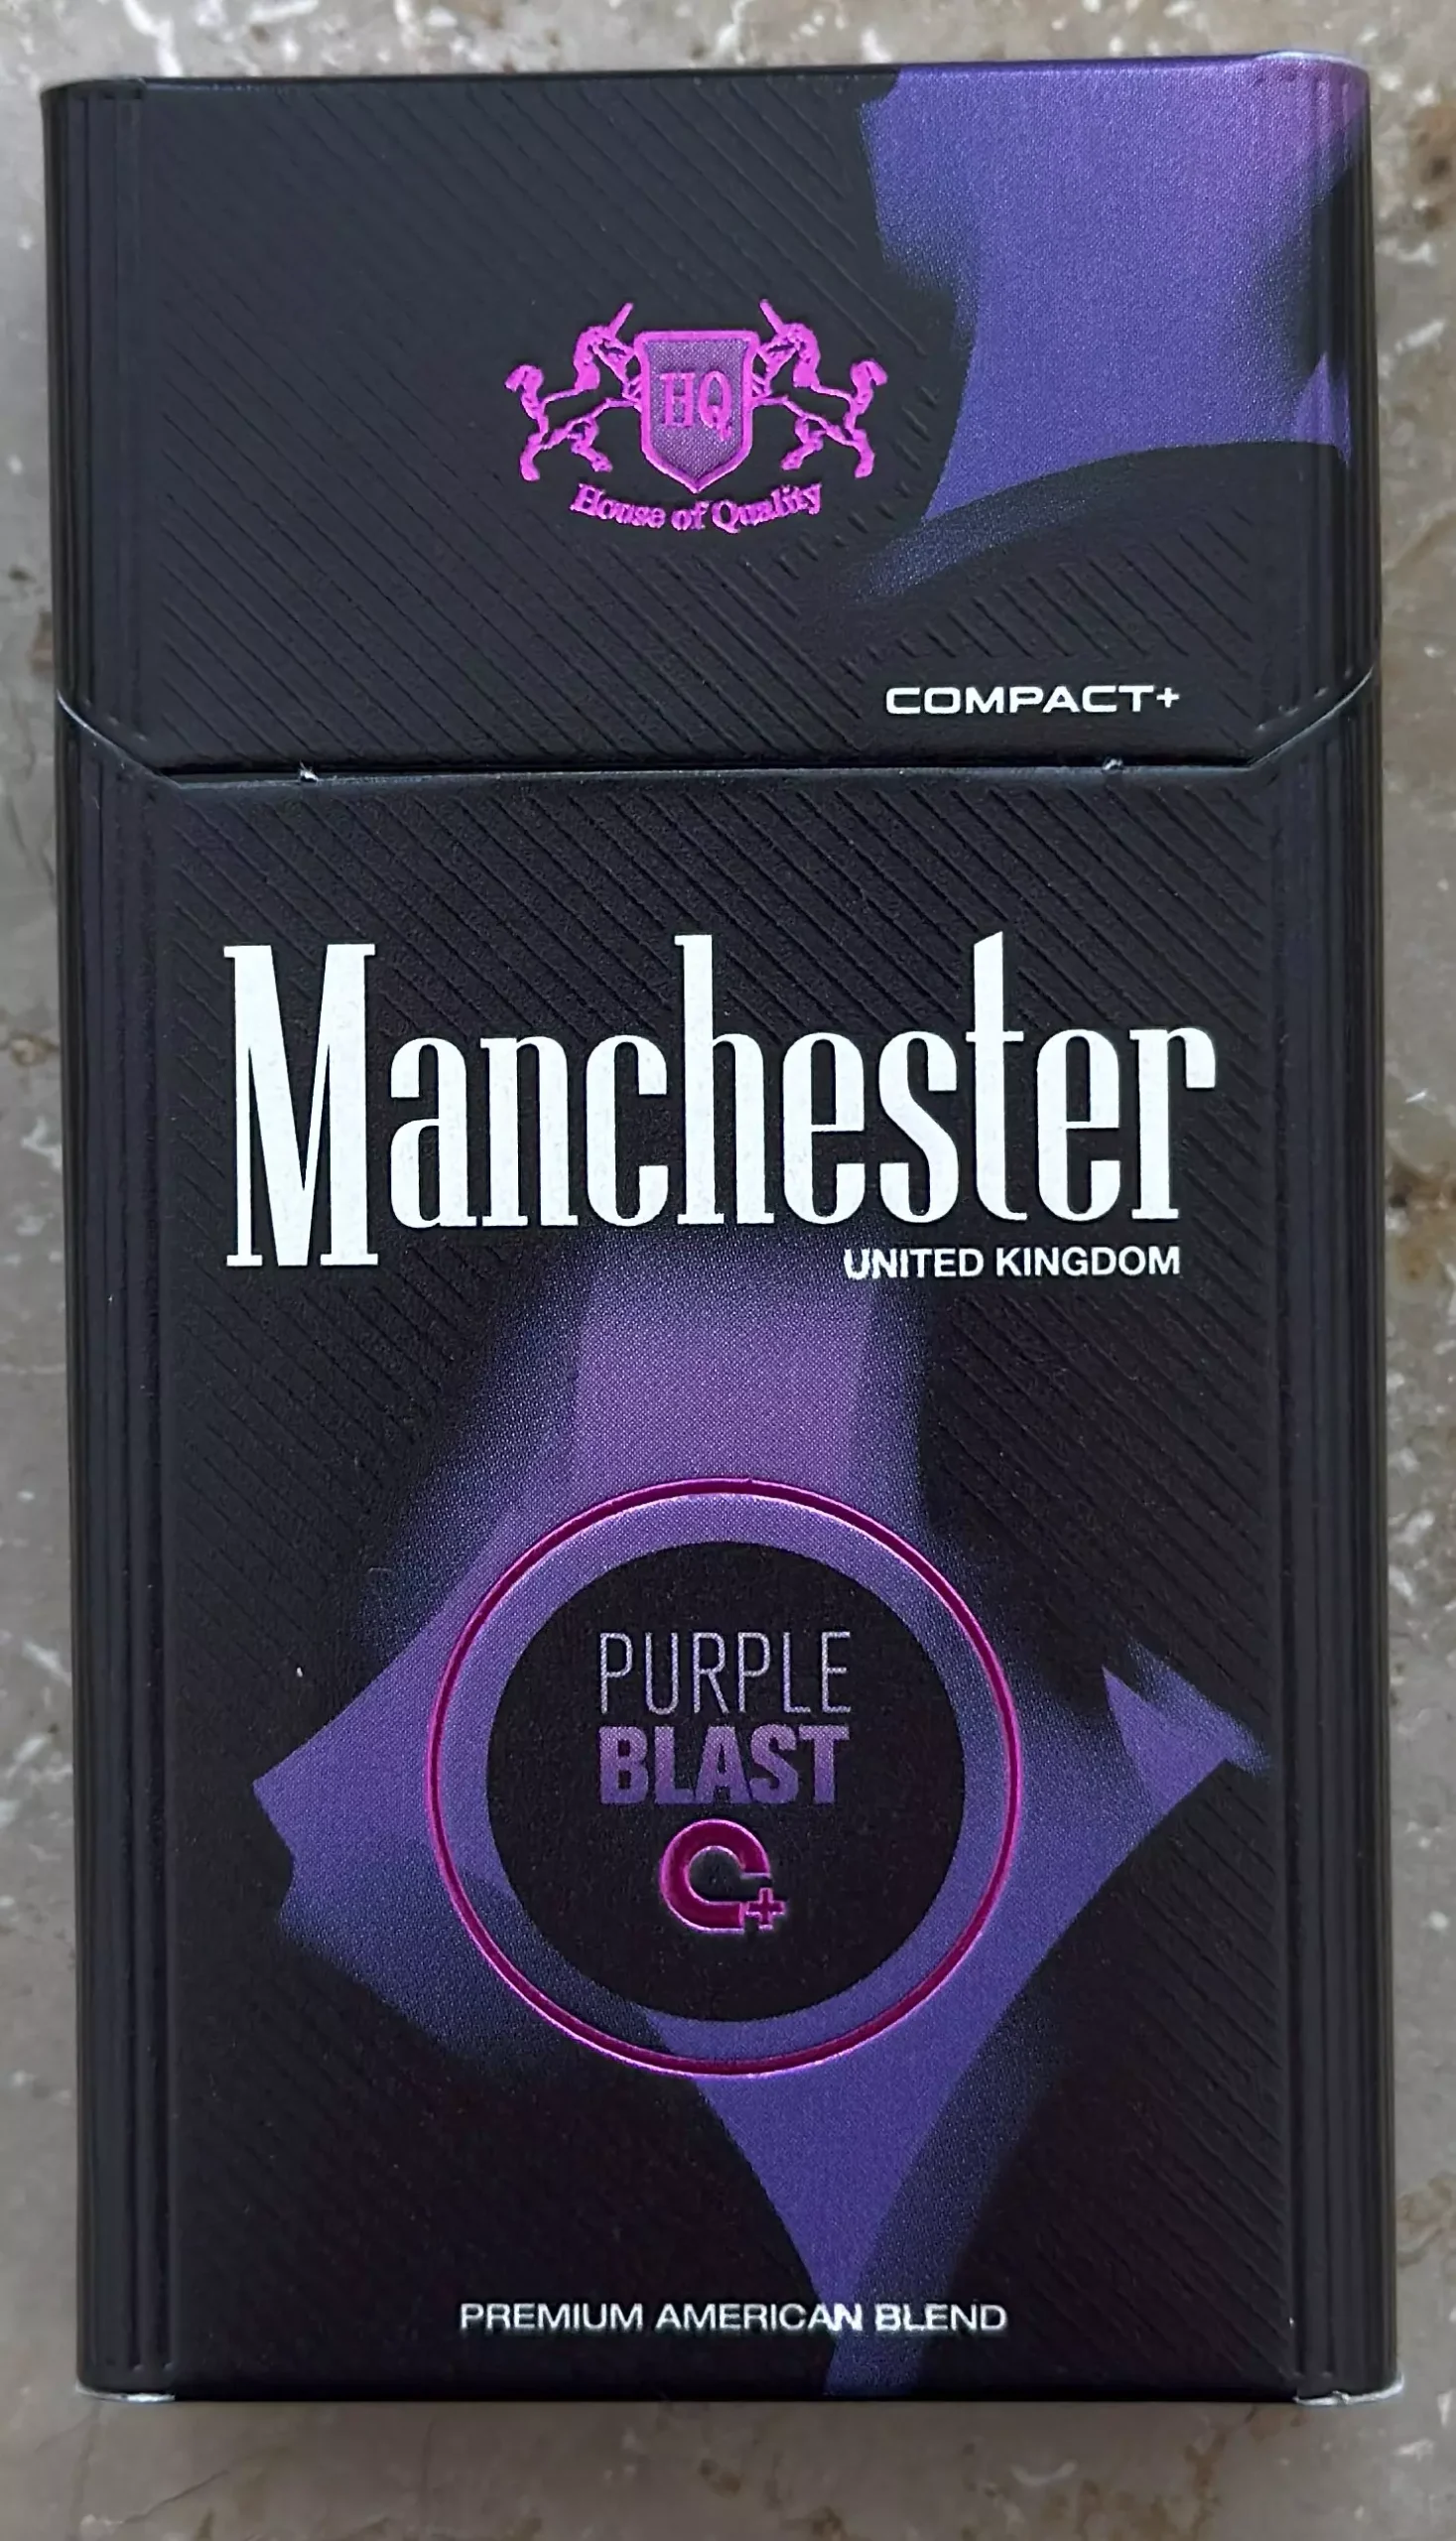 HQ
House of Quality
COMPACT+
Manchester
UNITED KINGDOM
PURPLE
BLAST
PREMIUM AMERICAN BLEND